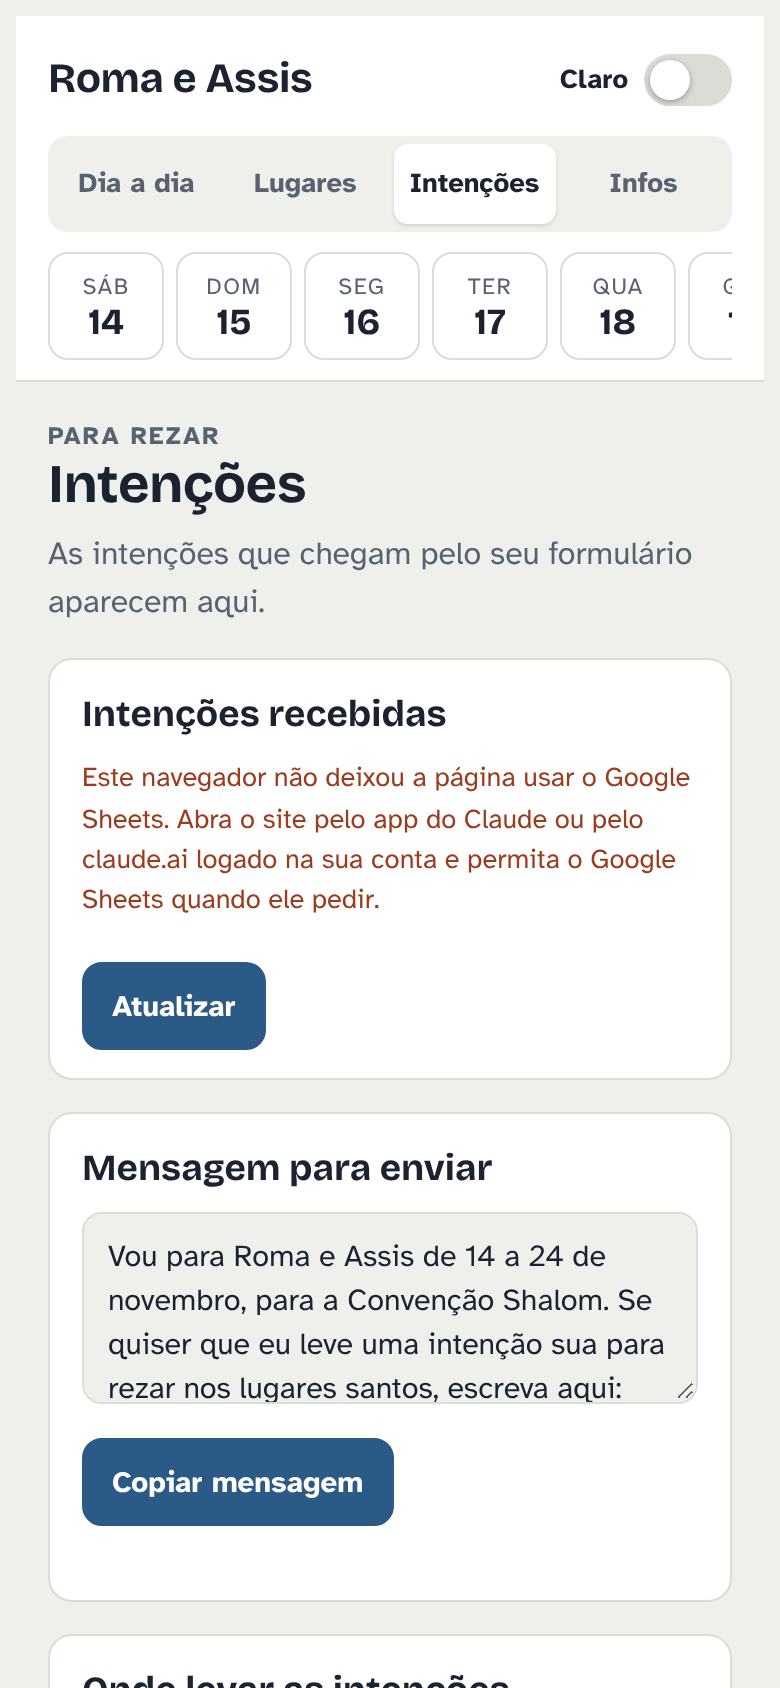 Roma e Assis
Claro
Dia a dia
Lugares
Intenções
Infos
SÁB
14
DOM
15
SEG
16
TER
17
QUA
18
PARA REZAR
Intenções
As intenções que chegam pelo seu formulário
aparecem aqui.
Intenções recebidas
Este navegador não deixou a página usar o Google
Sheets. Abra o site pelo app do Claude ou pelo
claude.ai logado na sua conta e permita o Google
Sheets quando ele pedir.
Atualizar
Mensagem para enviar
Vou para Roma e Assis de 14 a 24 de
novembro, para a Convenção Shalom. Se
quiser que eu leve uma intenção sua para
rezar nos lugares santos, escreva aqui:
Copiar mensagem
Onde levar as intenções